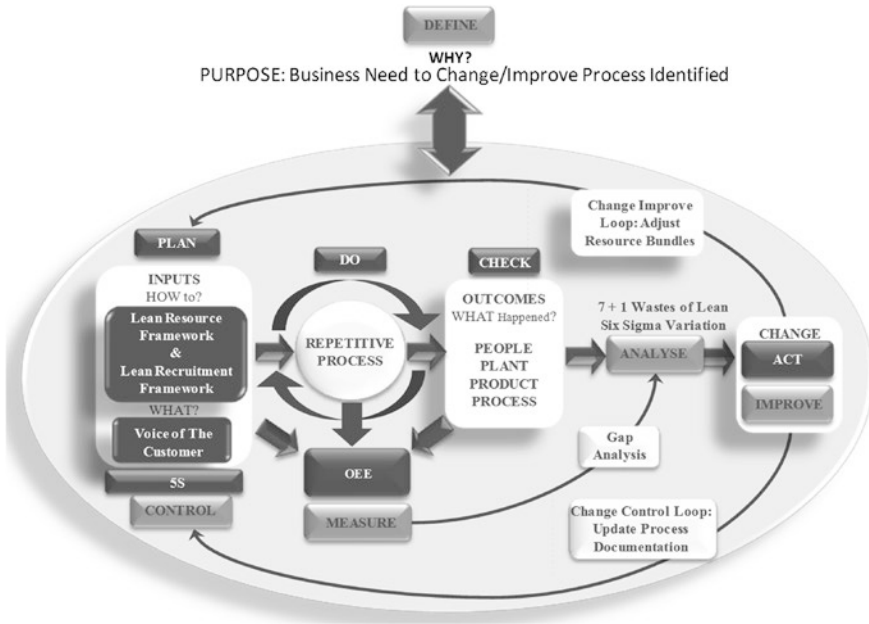 DEFINE
WHY?
PURPOSE: Business Need to Change/Improve Process Identified
Change Improve
Loop: Adjust
Resource Bundles
PLAN
DO
CHECK
INPUTS
HOW to?
Lean Resource
Framework
&
Lean Recruitment
Framework
WHAT?
Voice of The
Customer
5S
CONTROL
REPETITIVE
PROCESS
OEE
MEASURE
OUTCOMES
WHAT Happened?
PEOPLE
PLANT
PRODUCT
PROCESS
7 + 1 Wastes of Lean
Six Sigma Variation
ANALYSE
CHANGE
ACT
IMPROVE
Gap
Analysis
Change Control Loop:
Update Process
Documentation